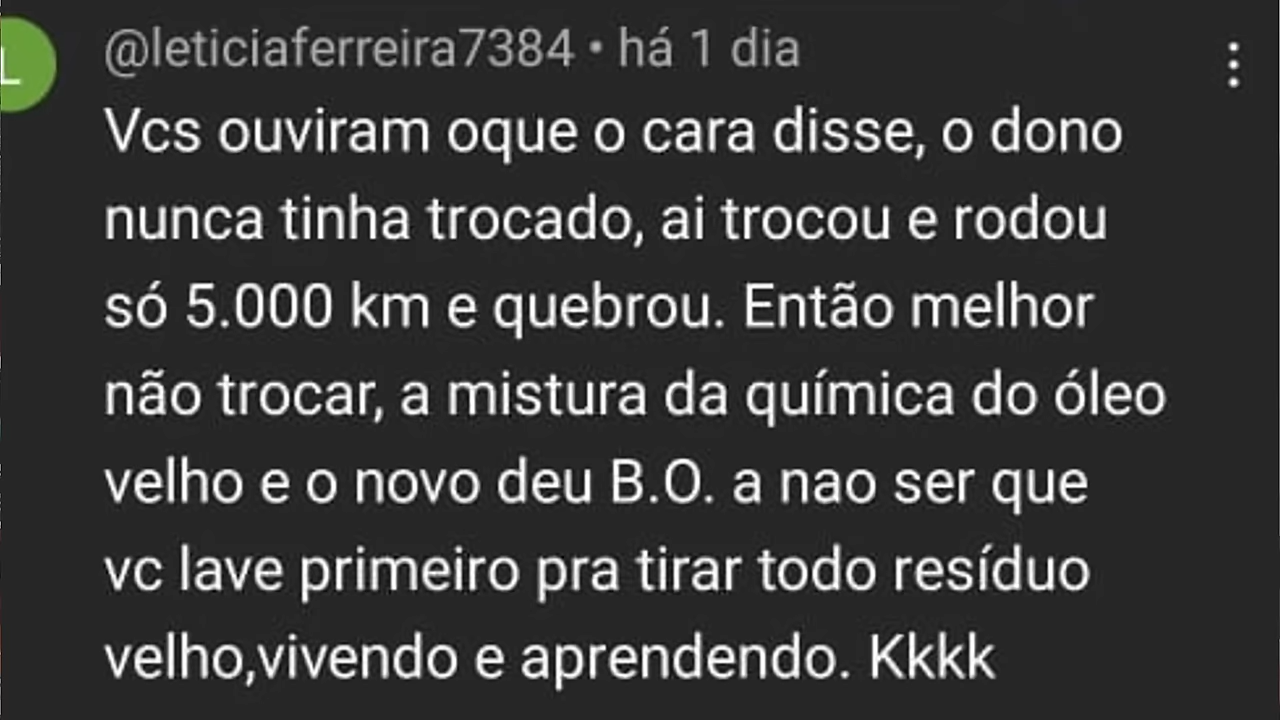 L
@leticiaferreira7384 • há 1 dia
Vcs ouviram oque o cara disse, o dono
nunca tinha trocado, ai trocou e rodou
só 5.000 km e quebrou. Então melhor
não trocar, a mistura da química do óleo
velho e o novo deu B.O. a nao ser que
vc lave primeiro pra tirar todo resíduo
velho,vivendo e aprendendo. Kkkk